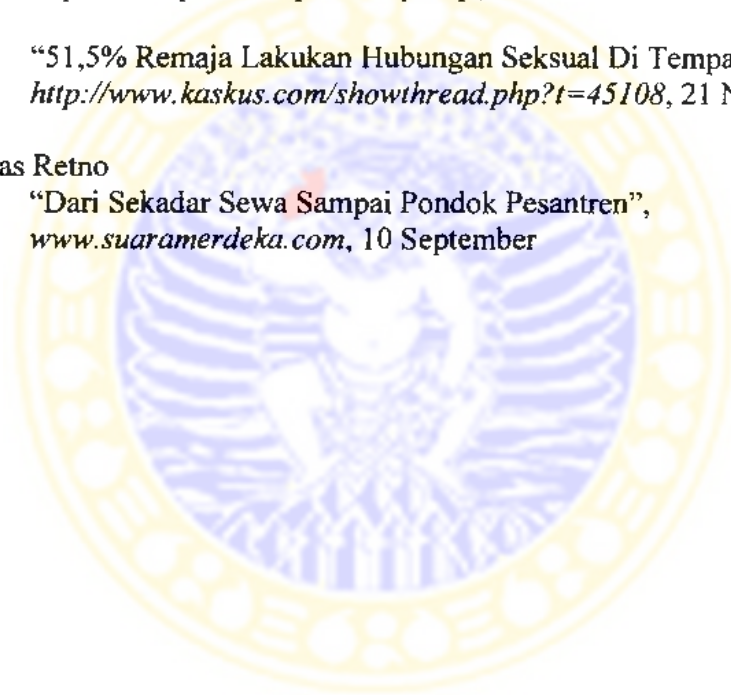 “51,5% Remaja Lakukan Hubungan Seksual Di
http://www.kaskus.com/showthread.php?t=45108, 21
Retno
“Dari Sekadar Sewa Sampai Pondok Pesantren”,
www.suaramerdeka.com, 10 September